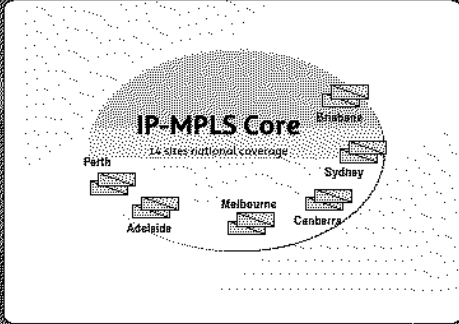 IP-MPLS Core
14 sites national coverage
Brisbane
Sydney
Perth
Adelaide
Melbourne
Canberra